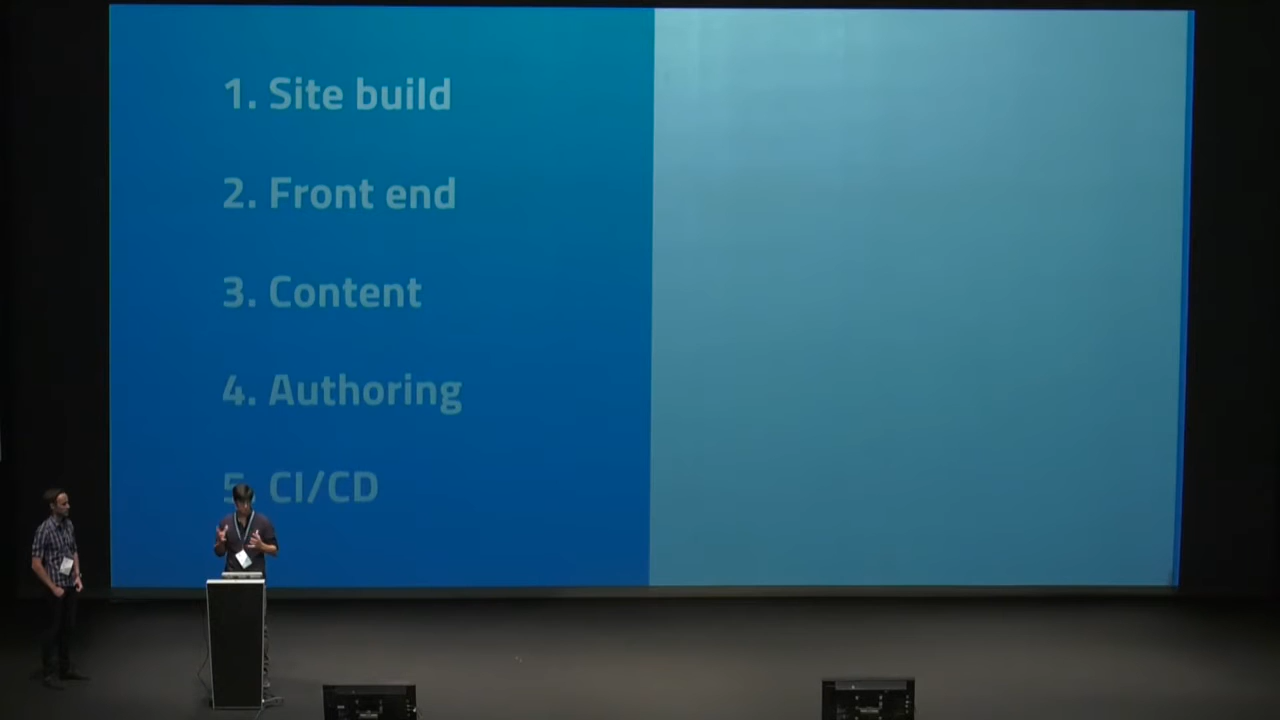 1. Site build
2. Front end
3. Content
4. Authoring
5. CI/CD